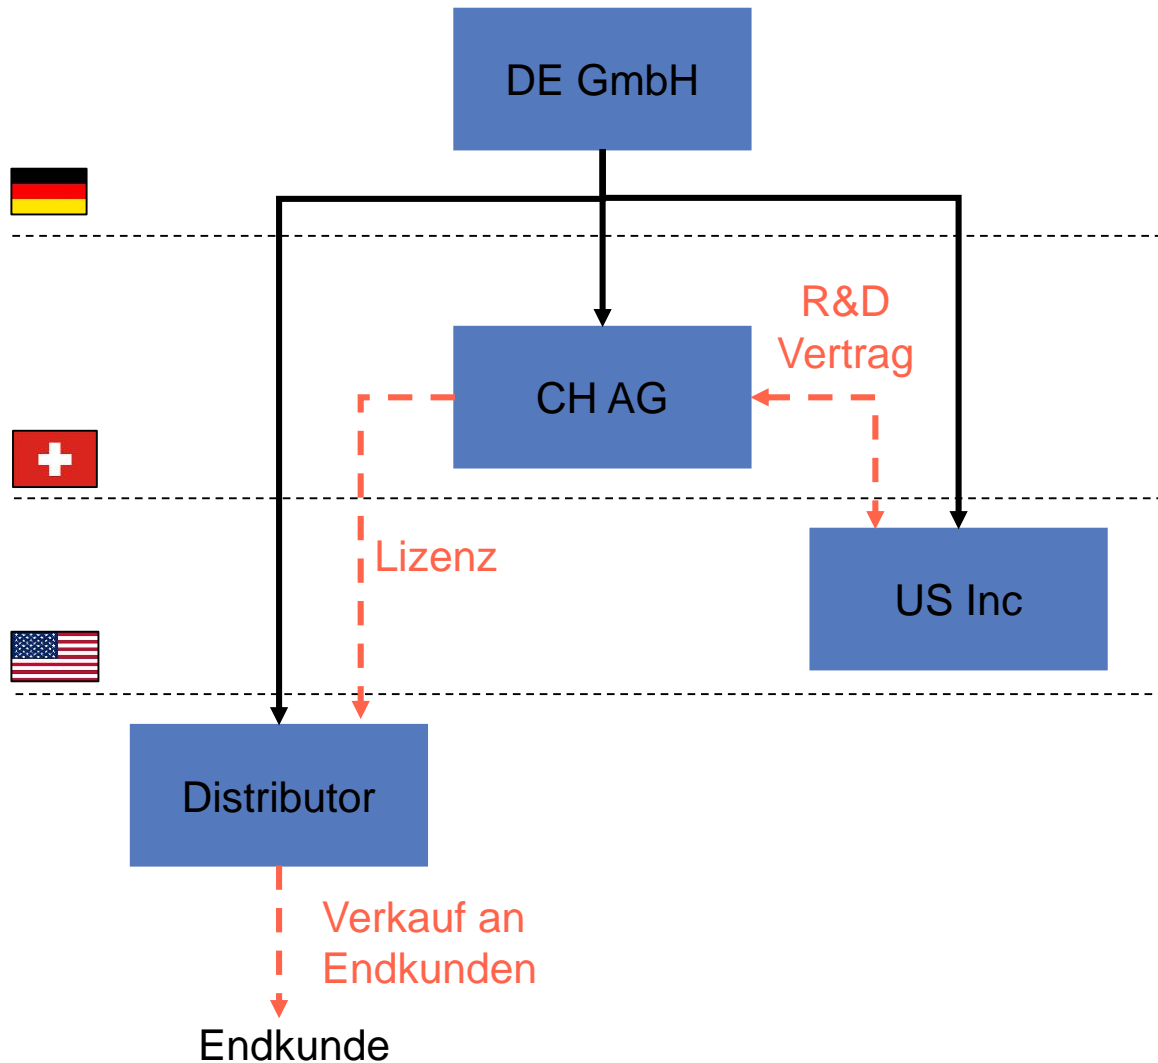 DE GmbH
R&D
Vertrag
CH AG
Lizenz
US Inc
Distributor
Verkauf an
Endkunden
Endkunde